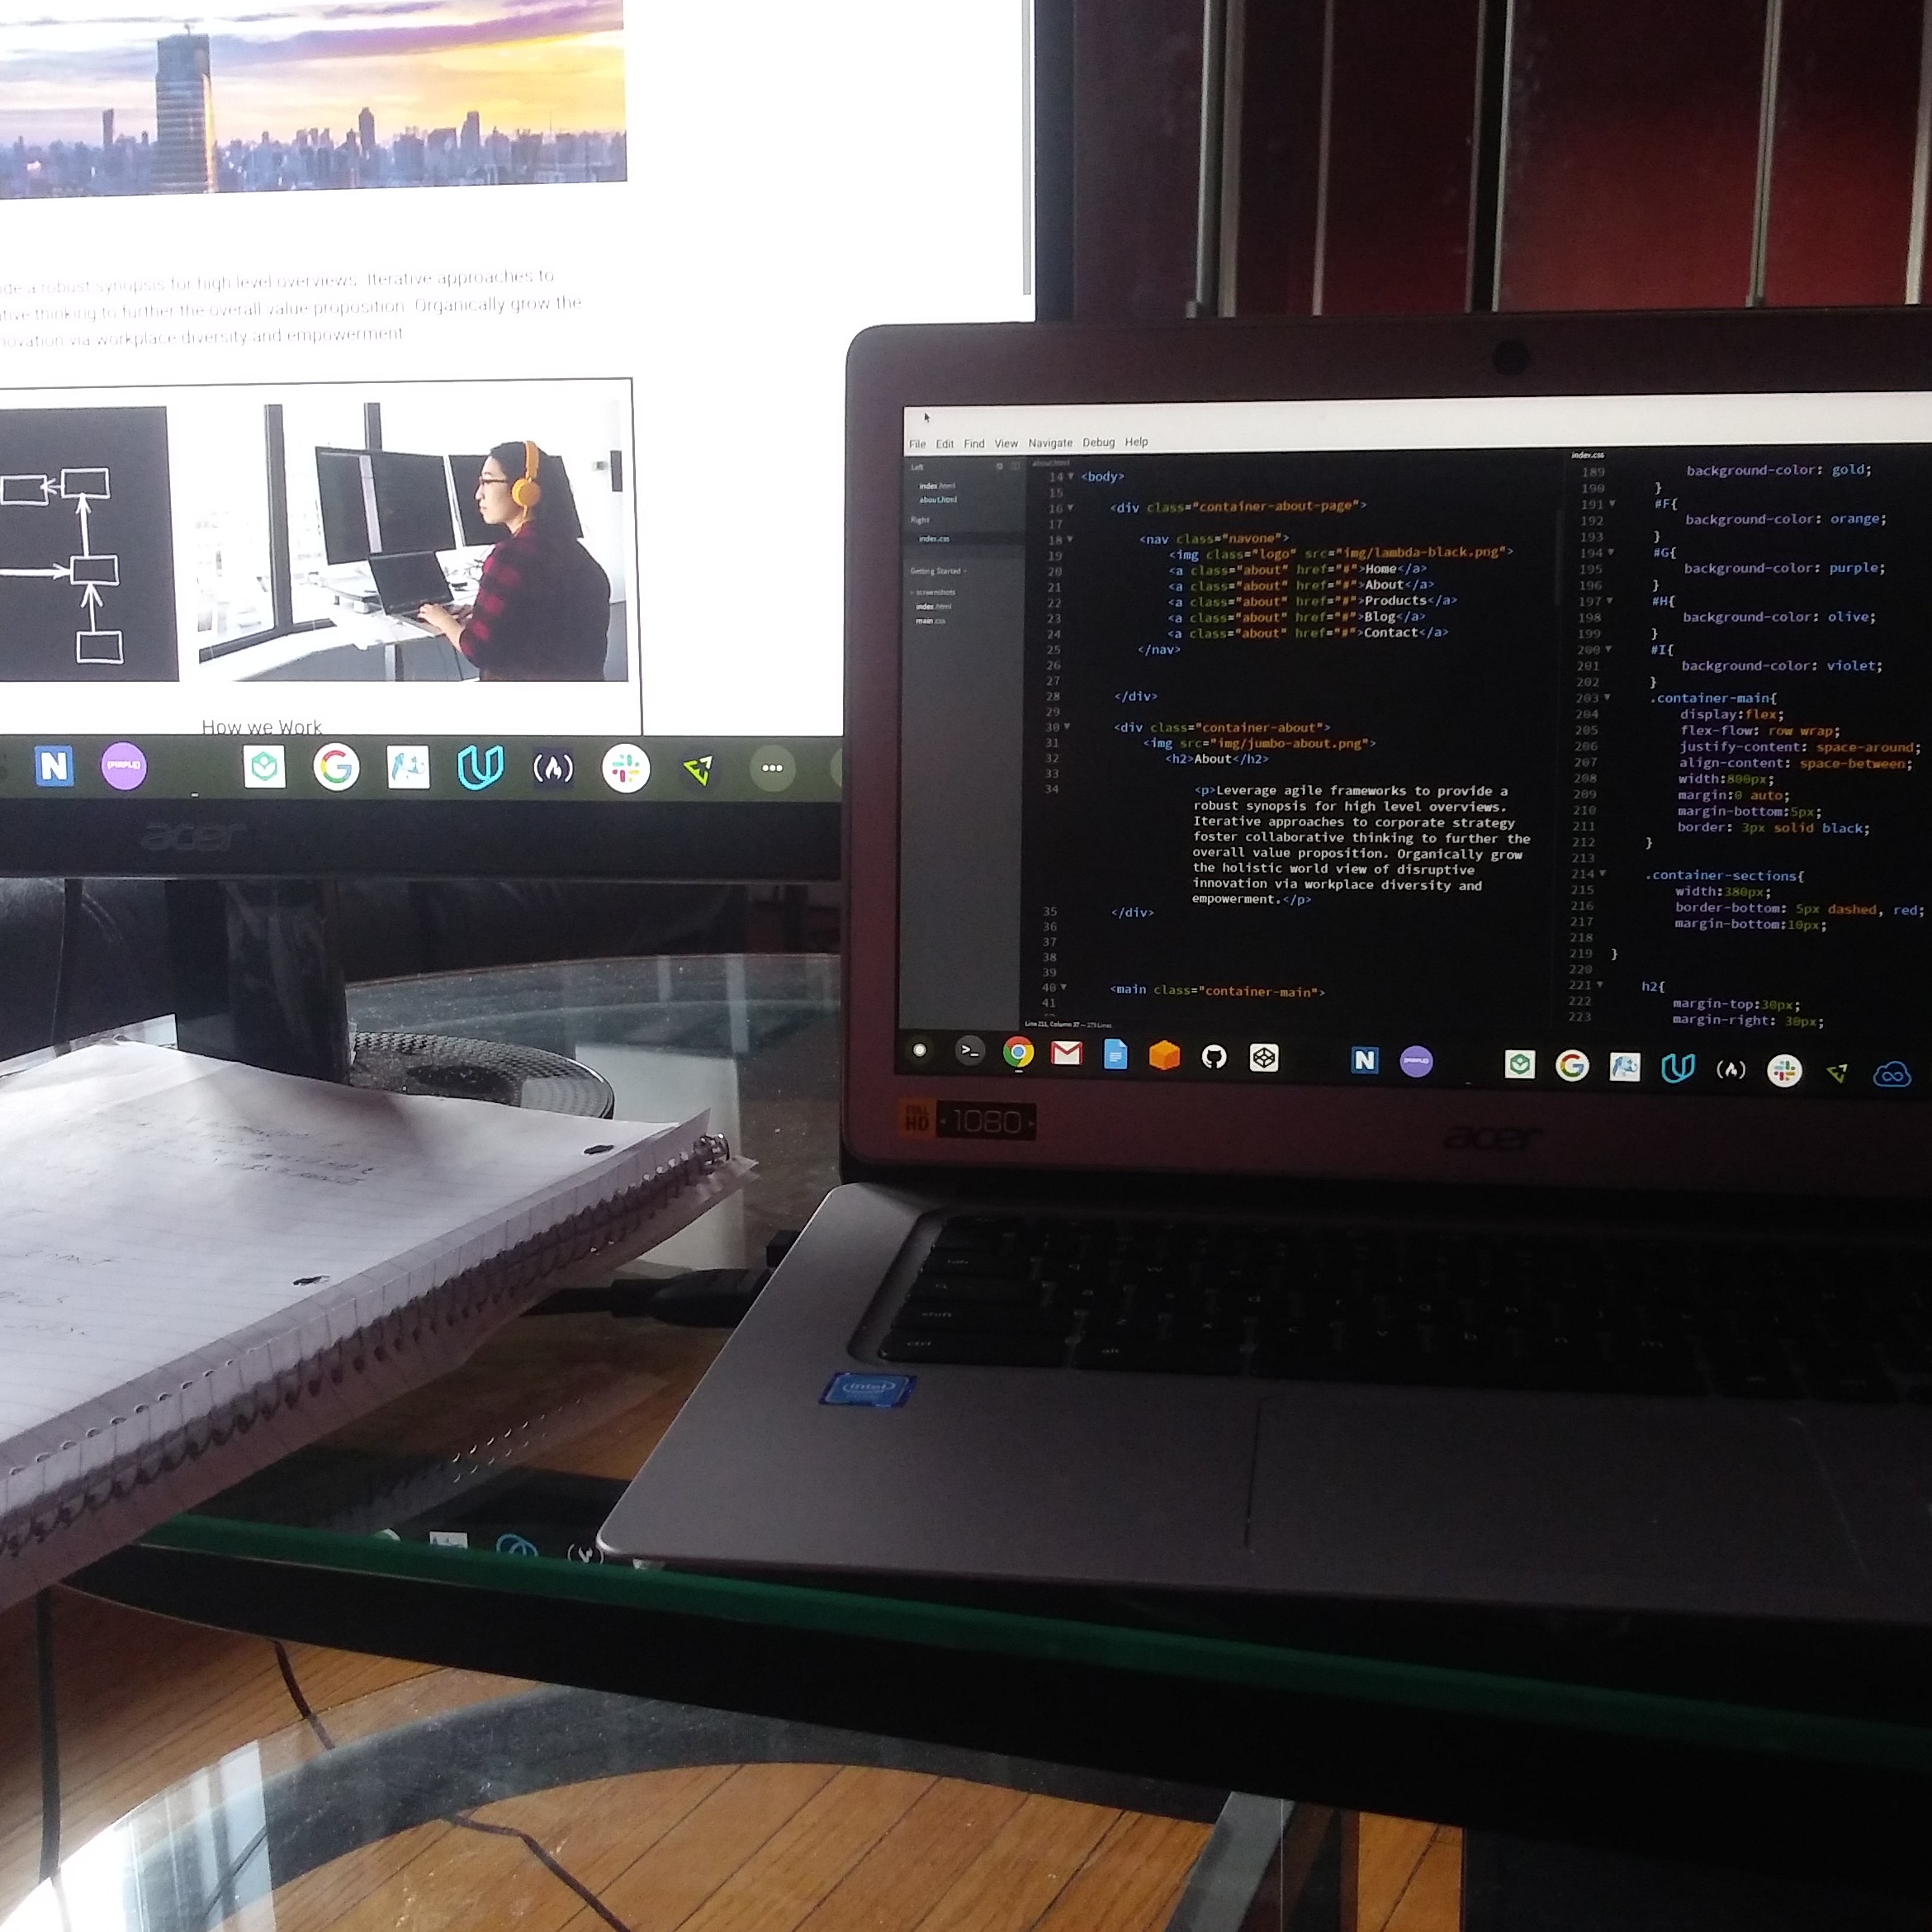 de a robust synopsis for high level overviews. Iterative approaches to
tive thinking to further the overall value proposition. Organically grow the
novation via workplace diversity and empowerment.
How we Work
N
G
acer
File Edit Find View Navigate Debug Help
Left
index.html
about.html
Right
index.css
Getting Started
screenshots
index.html
main.css
about.html
14 <body>
15
16 <div class="container-about-page">
17
18 <nav class="navone">
19 <img class="logo" src="img/lambda-black.png">
20 <a class="about" href="#">Home</a>
21 <a class="about" href="#">About</a>
22 <a class="about" href="#">Products</a>
23 <a class="about" href="#">Blog</a>
24 <a class="about" href="#">Contact</a>
25 </nav>
26
27
28 </div>
29
30 <div class="container-about">
31 <img src="img/jumbo-about.png">
32 <h2>About</h2>
33
34 <p>Leverage agile frameworks to provide a
robust synopsis for high level overviews.
Iterative approaches to corporate strategy
foster collaborative thinking to further the
overall value proposition. Organically grow
the holistic world view of disruptive
innovation via workplace diversity and
empowerment.</p>
35 </div>
36
37
38
39
40 <main class="container-main">
41
index.css
189 background-color: gold;
190 }
191 #F{
192 background-color: orange;
193 }
194 #G{
195 background-color: purple;
196 }
197 #H{
198 background-color: olive;
199 }
200 #I{
201 background-color: violet;
202 }
203 .container-main{
204 display:flex;
205 flex-flow: row wrap;
206 justify-content: space-around;
207 align-content: space-between;
208 width:800px;
209 margin:0 auto;
210 margin-bottom:5px;
211 border: 3px solid black;
212 }
213
214 .container-sections{
215 width:380px;
216 border-bottom: 5px dashed, red;
217 margin-bottom:10px;
218
219 }
220
221 h2{
222 margin-top:30px;
223 margin-right: 30px;
Line 211, Column 37 — 273 Lines
N
G
FULL HD 1080
acer
shift
ctrl
alt
intel